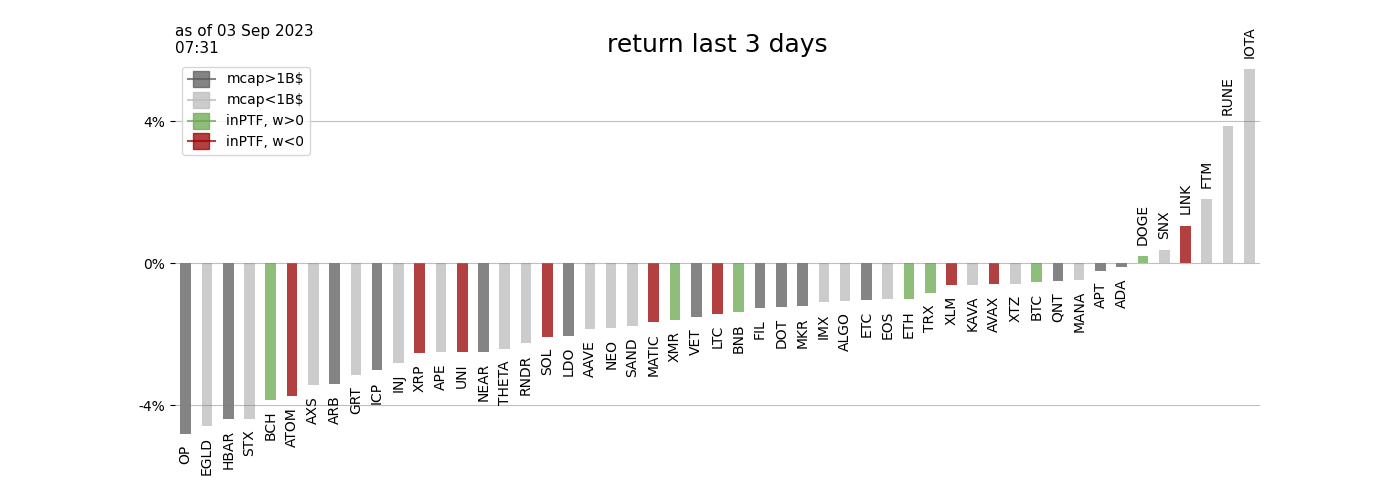 as of 03 Sep 2023
07:31
return last 3 days
mcap>1B$
mcap<1B$
inPTF, w>0
inPTF, w<0
4%
0%
-4%
OP
EGLD
HBAR
STX
BCH
ATOM
AXS
ARB
GRT
ICP
INJ
XRP
APE
UNI
NEAR
THETA
RNDR
SOL
LDO
AAVE
NEO
SAND
MATIC
XMR
VET
LTC
BNB
FIL
DOT
MKR
IMX
ALGO
ETC
EOS
ETH
TRX
XLM
KAVA
AVAX
XTZ
BTC
QNT
MANA
APT
ADA
DOGE
SNX
LINK
FTM
RUNE
IOTA